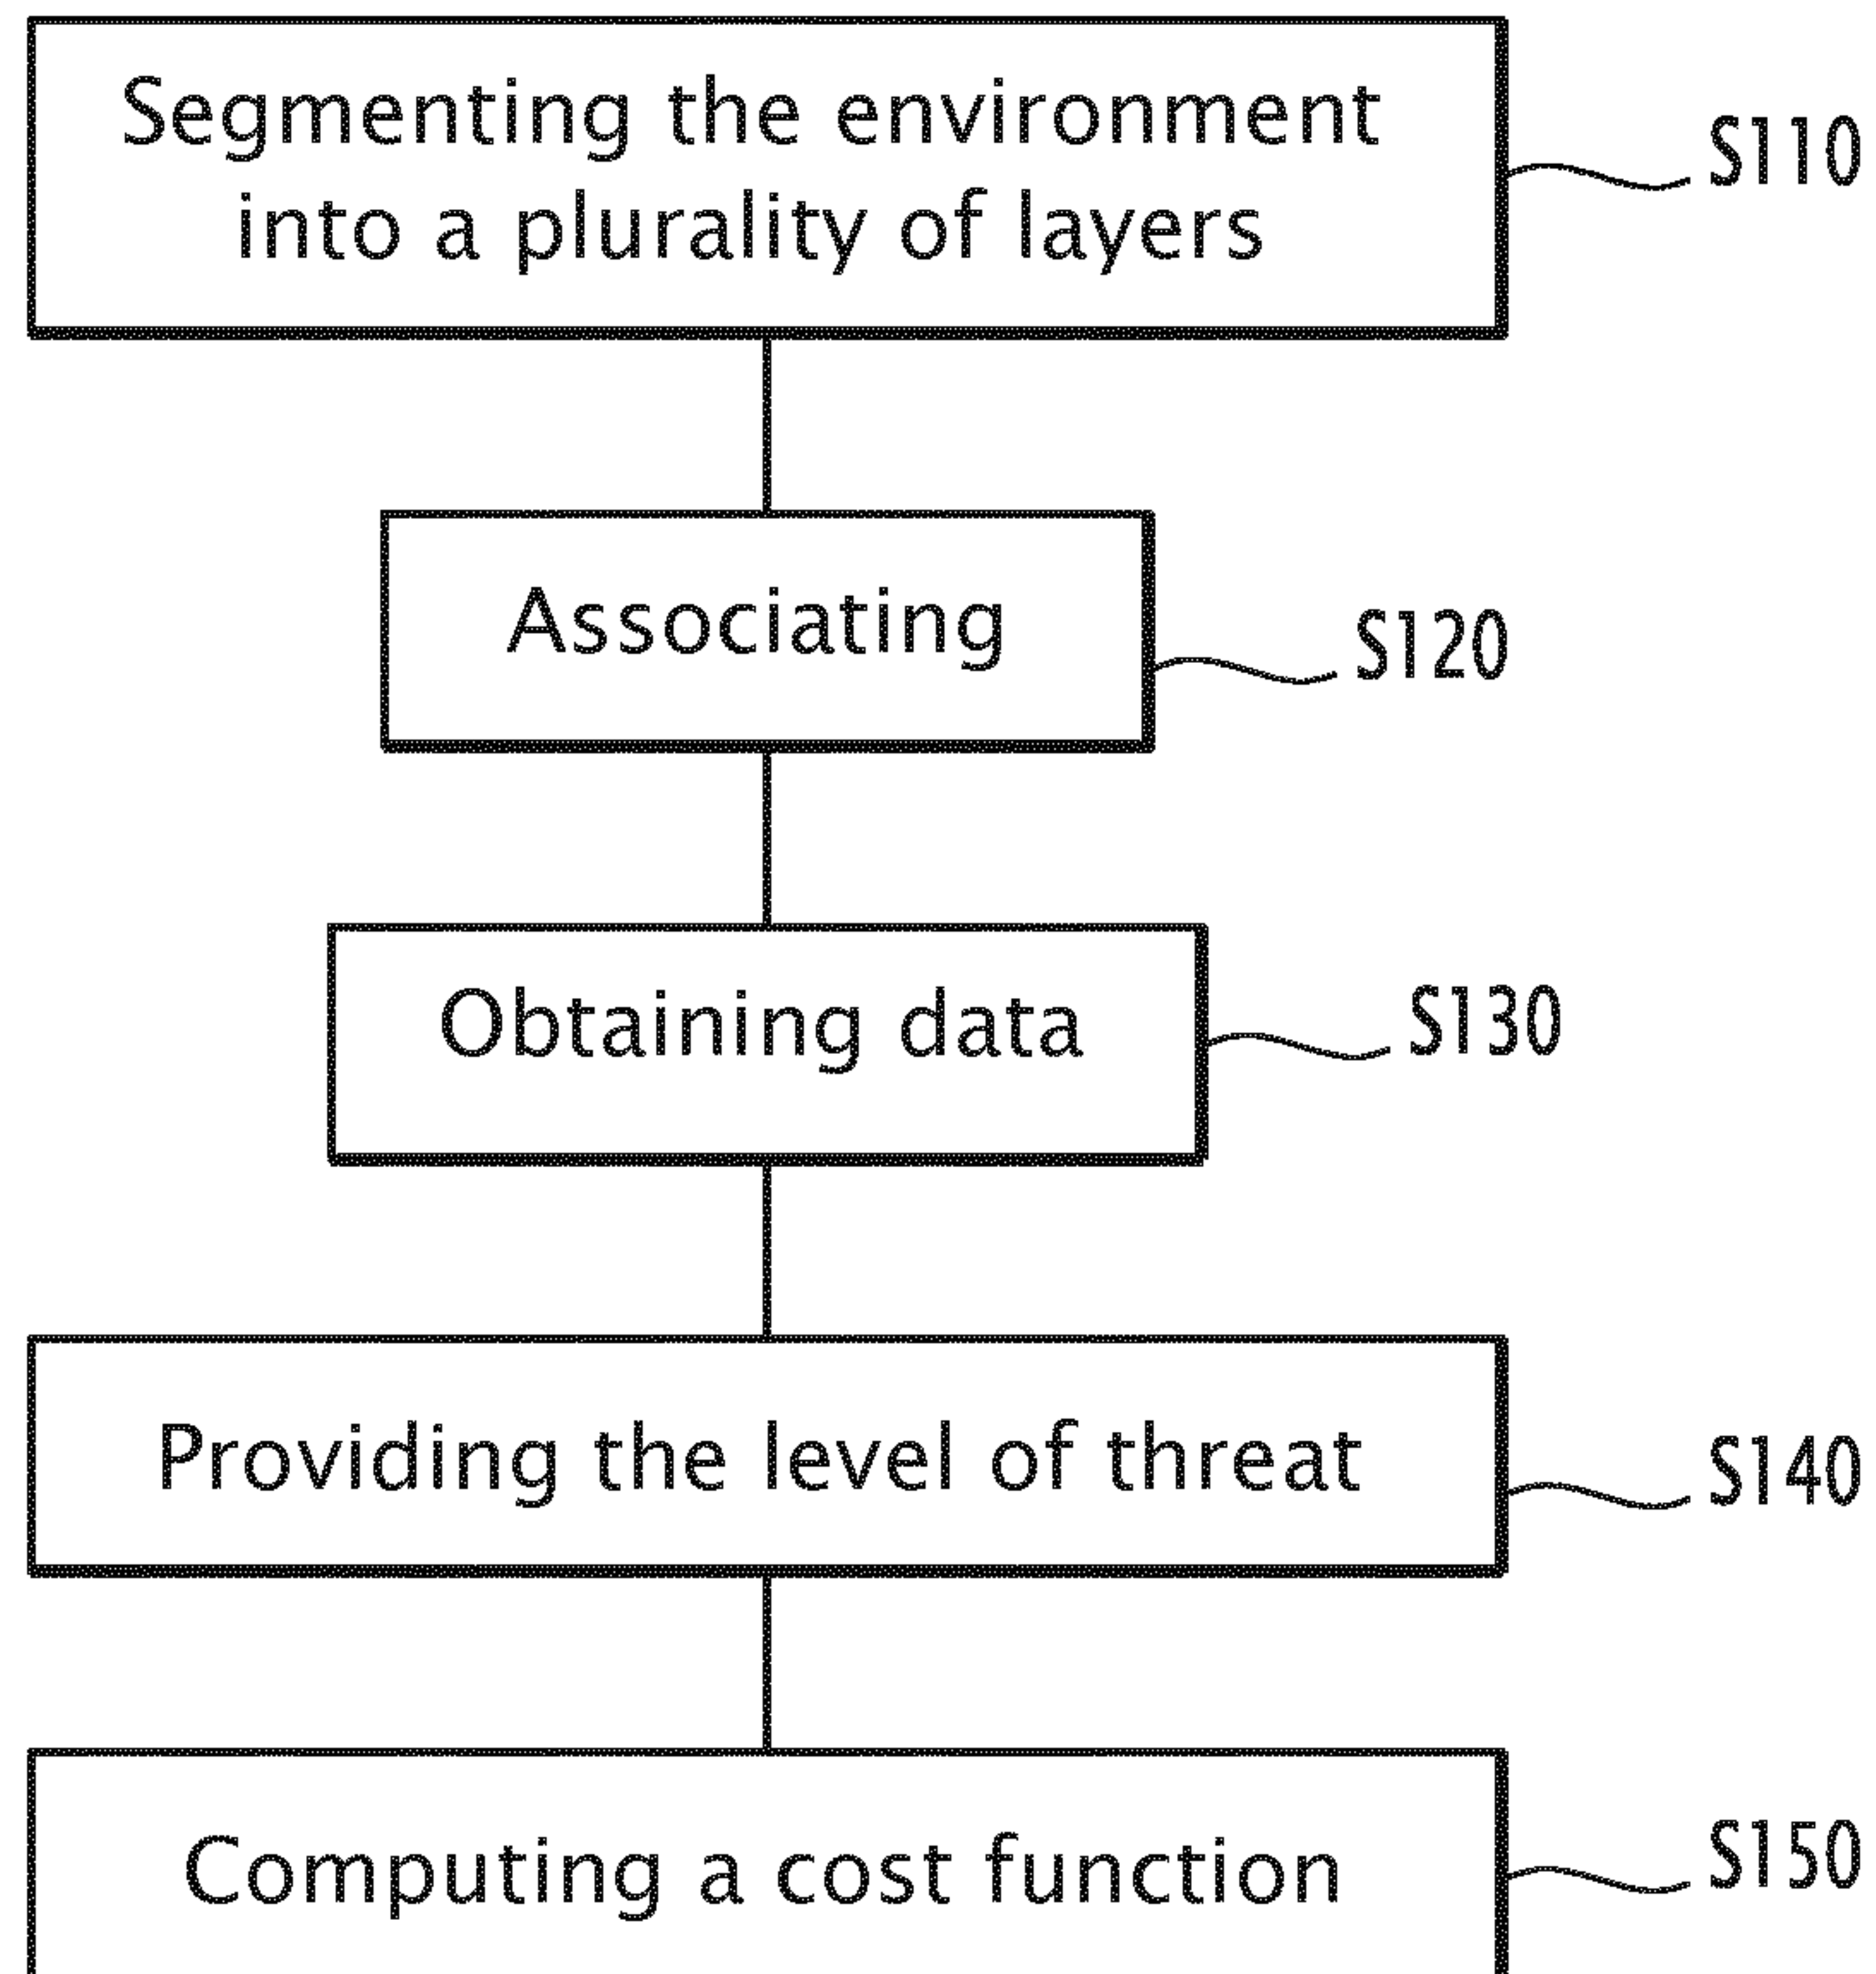 Segmenting the environment
into a plurality of layers
S110
Associating
S120
Obtaining data
S130
Providing the level of threat
S140
Computing a cost function
S150